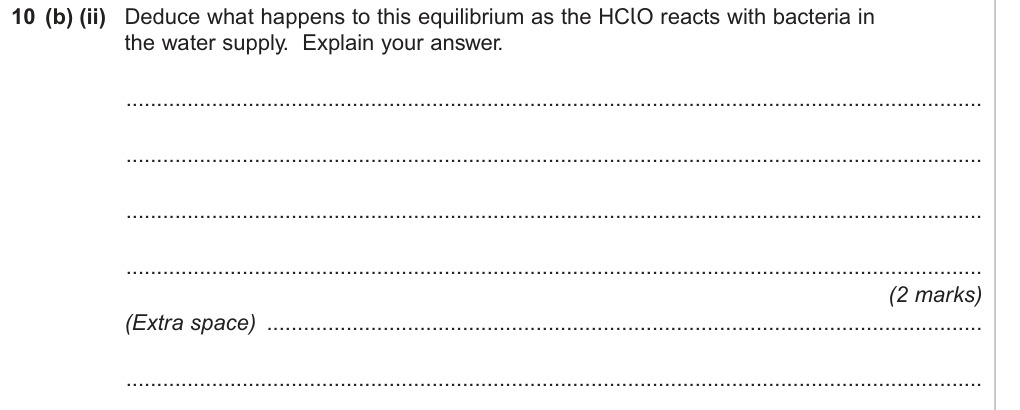 10 (b) (ii) Deduce what happens to this equilibrium as the HClO reacts with bacteria in
the water supply. Explain your answer.
....................................................................................................
....................................................................................................
....................................................................................................
....................................................................................................
(2 marks)
(Extra space) ....................................................................................
....................................................................................................